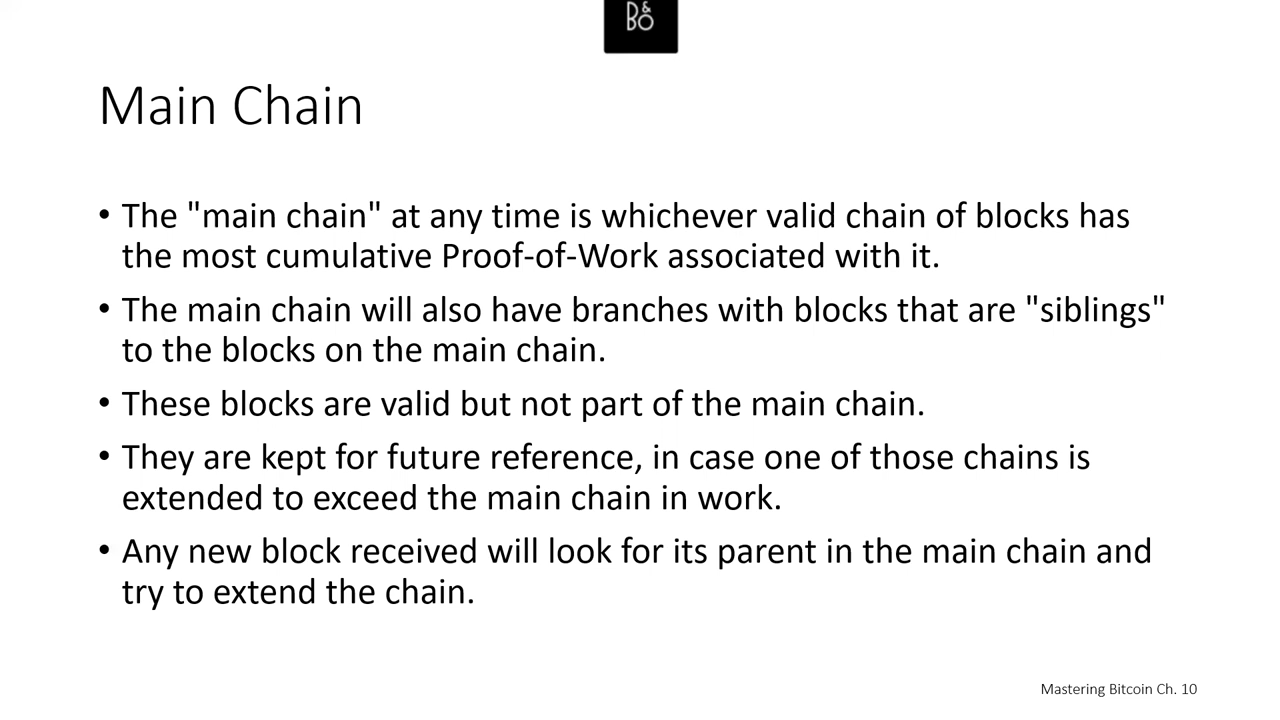 B&O
Main Chain
• The "main chain" at any time is whichever valid chain of blocks has
the most cumulative Proof-of-Work associated with it.
• The main chain will also have branches with blocks that are "siblings"
to the blocks on the main chain.
• These blocks are valid but not part of the main chain.
• They are kept for future reference, in case one of those chains is
extended to exceed the main chain in work.
• Any new block received will look for its parent in the main chain and
try to extend the chain.
Mastering Bitcoin Ch. 10